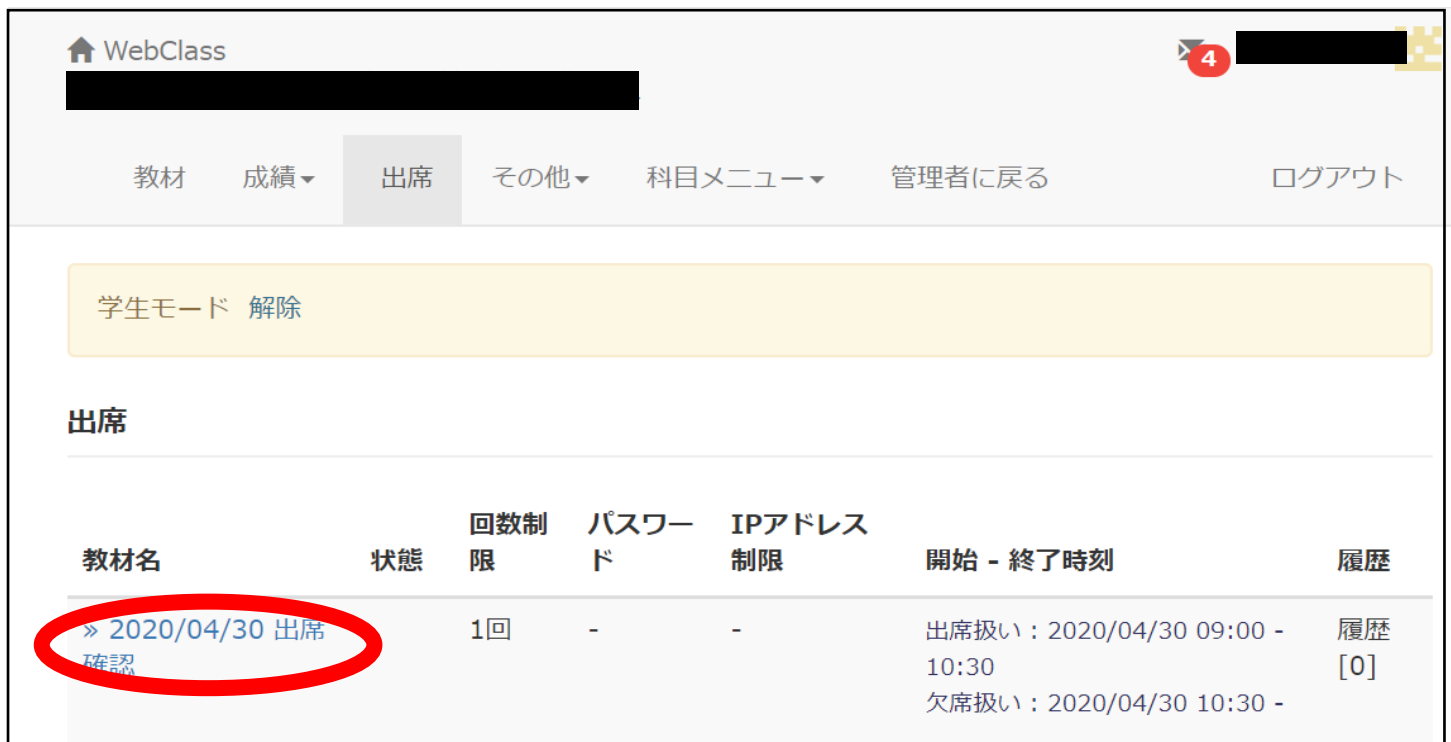 WebClass
4
教材 成績 出席 その他 科目メニュー 管理者に戻る ログアウト
学生モード 解除
出席
教材名 状態 回数制限 パスワード IPアドレス制限 開始 - 終了時刻 履歴
» 2020/04/30 出席 1回 - - 出席扱い：2020/04/30 09:00 - 履歴
確認 10:30 [0]
欠席扱い：2020/04/30 10:30 -